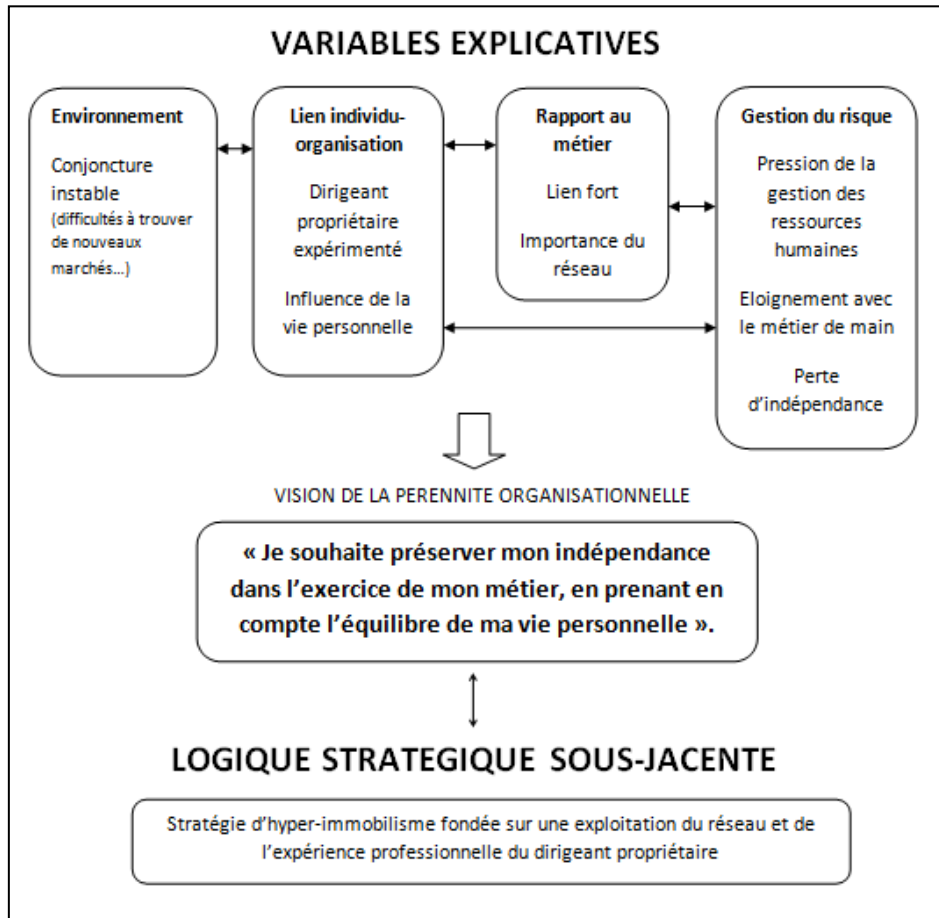 VARIABLES EXPLICATIVES
Environnement
Conjoncture
instable
(difficultés à trouver
de nouveaux
marchés...)
Lien individu-
organisation
Dirigeant
propriétaire
expérimenté
Influence de la
vie personnelle
Rapport au
métier
Lien fort
Importance du
réseau
Gestion du risque
Pression de la
gestion des
ressources
humaines
Eloignement avec
le métier de main
Perte
d'indépendance
VISION DE LA PERENNITE ORGANISATIONNELLE
« Je souhaite préserver mon indépendance
dans l'exercice de mon métier, en prenant en
compte l'équilibre de ma vie personnelle ».
LOGIQUE STRATEGIQUE SOUS-JACENTE
Stratégie d'hyper-immobilisme fondée sur une exploitation du réseau et de
l'expérience professionnelle du dirigeant propriétaire